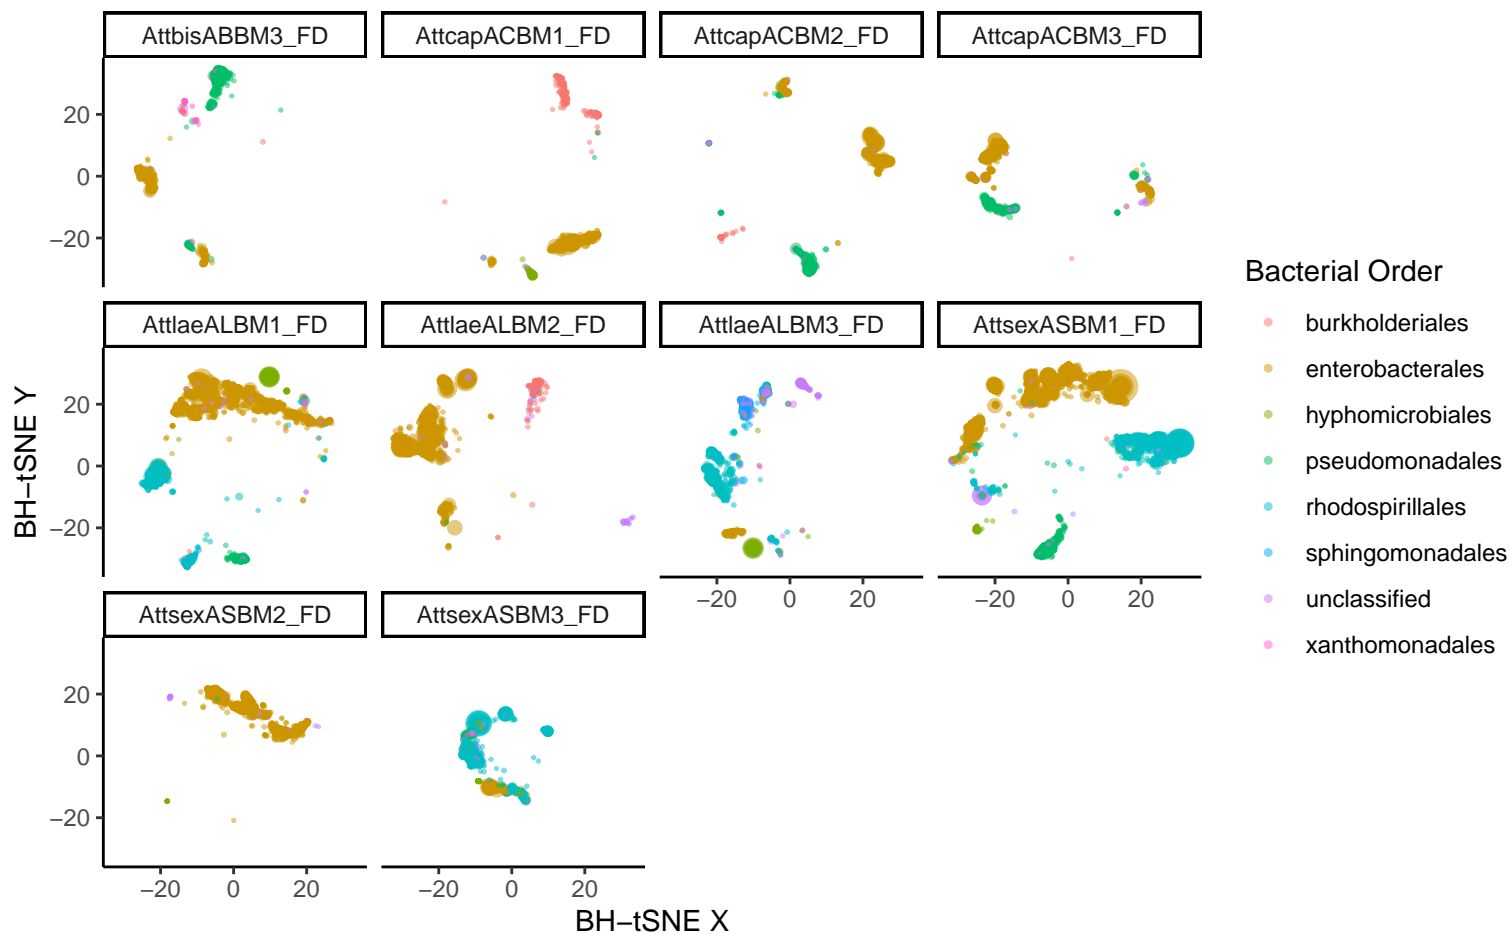 AttbisABBM3_FD AttcapACBM1_FD AttcapACBM2_FD AttcapACBM3_FD
20
0
−20
AttlaeALBM1_FD AttlaeALBM2_FD AttlaeALBM3_FD AttsexASBM1_FD
20
0
−20
−20 0 20 −20 0 20
AttsexASBM2_FD AttsexASBM3_FD
20
0
−20
−20 0 20 −20 0 20
BH−tSNE X
BH−tSNE Y
Bacterial Order
burkholderiales
enterobacterales
hyphomicrobiales
pseudomonadales
rhodospirillales
sphingomonadales
unclassified
xanthomonadales